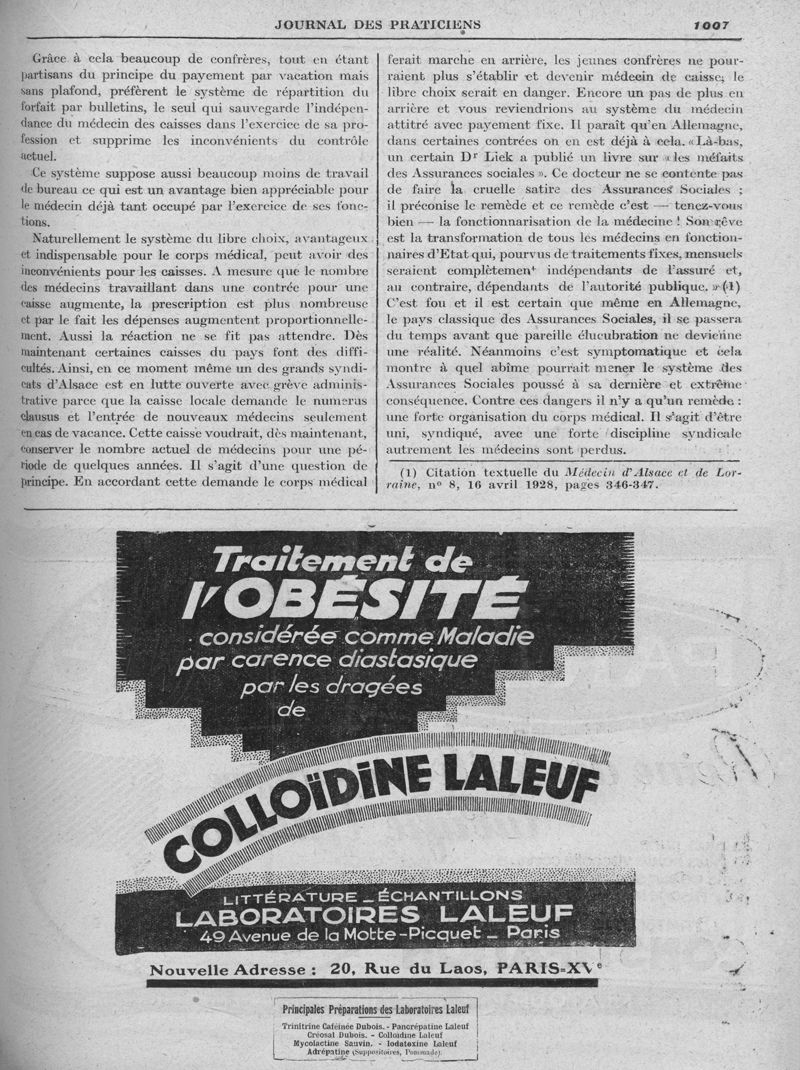 JOURNAL DES PRATICIENS 1007
Grâce à cela beaucoup de confrères, tout en étant
partisans du principe du payement par vacation mais
sans plafond, préfèrent le système de répartition du
forfait par bulletins, le seul qui sauvegarde l'indépen-
dance du médecin des caisses dans l'exercice de sa pro-
fession et supprime les inconvénients du contrôle
actuel.
Ce système suppose aussi beaucoup moins de travail
de bureau ce qui est un avantage bien appréciable pour
le médecin déjà tant occupé par l'exercice de ses fonc-
tions.
Naturellement le système du libre choix, avantageux
et indispensable pour le corps médical, peut avoir des
inconvénients pour les caisses. A mesure que le nombre
des médecins travaillant dans une contrée pour une
caisse augmente, la prescription est plus nombreuse
et par le fait les dépenses augmentent proportionnelle-
ment. Aussi la réaction ne se fit pas attendre. Dès
maintenant certaines caisses du pays font des diffi-
cultés. Ainsi, en ce moment même un des grands syndi-
cats d'Alsace est en lutte ouverte avec grève adminis-
trative parce que la caisse locale demande le numerus
clausus et l'entrée de nouveaux médecins seulement
en cas de vacance. Cette caisse voudrait, dès maintenant,
conserver le nombre actuel de médecins pour une pé-
riode de quelques années. Il s'agit d'une question de
principe. En accordant cette demande le corps médical
ferait marche en arrière, les jeunes confrères ne pour-
raient plus s'établir et devenir médecin de caisse; le
libre choix serait en danger. Encore un pas de plus en
arrière et vous reviendrions au système du médecin
attitré avec payement fixe. Il paraît qu'en Allemagne,
dans certaines contrées on en est déjà à cela. «Là-bas,
un certain Dr Liek a publié un livre sur «les méfaits
des Assurances sociales ». Ce docteur ne se contente pas
de faire la cruelle satire des Assurances Sociales ;
il préconise le remède et ce remède c'est — tenez-vous
bien — la fonctionnarisation de la médecine ! Son rêve
est la transformation de tous les médecins en fonction-
naires d'Etat qui, pourvus de traitements fixes, mensuels
seraient complètement indépendants de l'assuré et,
au contraire, dépendants de l'autorité publique. » (1)
C'est fou et il est certain que même en Allemagne,
le pays classique des Assurances Sociales, il se passera
du temps avant que pareille élucubration ne devienne
une réalité. Néanmoins c'est symptomatique et cela
montre à quel abîme pourrait mener le système des
Assurances Sociales poussé à sa dernière et extrême
conséquence. Contre ces dangers il n'y a qu'un remède :
une forte organisation du corps médical. Il s'agit d'être
uni, syndiqué, avec une forte discipline syndicale
autrement les médecins sont perdus.
(1) Citation textuelle du Médecin d'Alsace et de Lor-
raine, n° 8, 16 avril 1928, pages 346-347.
Traitement de
l'OBÉSITÉ
considérée comme Maladie
par carence diastasique
par les dragées
de
COLLOÏDINE LALEUF
LITTÉRATURE _ ÉCHANTILLONS
LABORATOIRES LALEUF
49 Avenue de la Motte-Picquet _ Paris
Nouvelle Adresse : 20, Rue du Laos, PARIS-XVe
Principales Préparations des Laboratoires Laleuf
Trinitrine Caféinée Dubois. - Pancrépatine Laleuf
Créosal Dubois. - Colloidine Laleuf
Mycolactine Sauvin. - Iodatoxine Laleuf
Adrépatine (Suppositoires, Pommade).